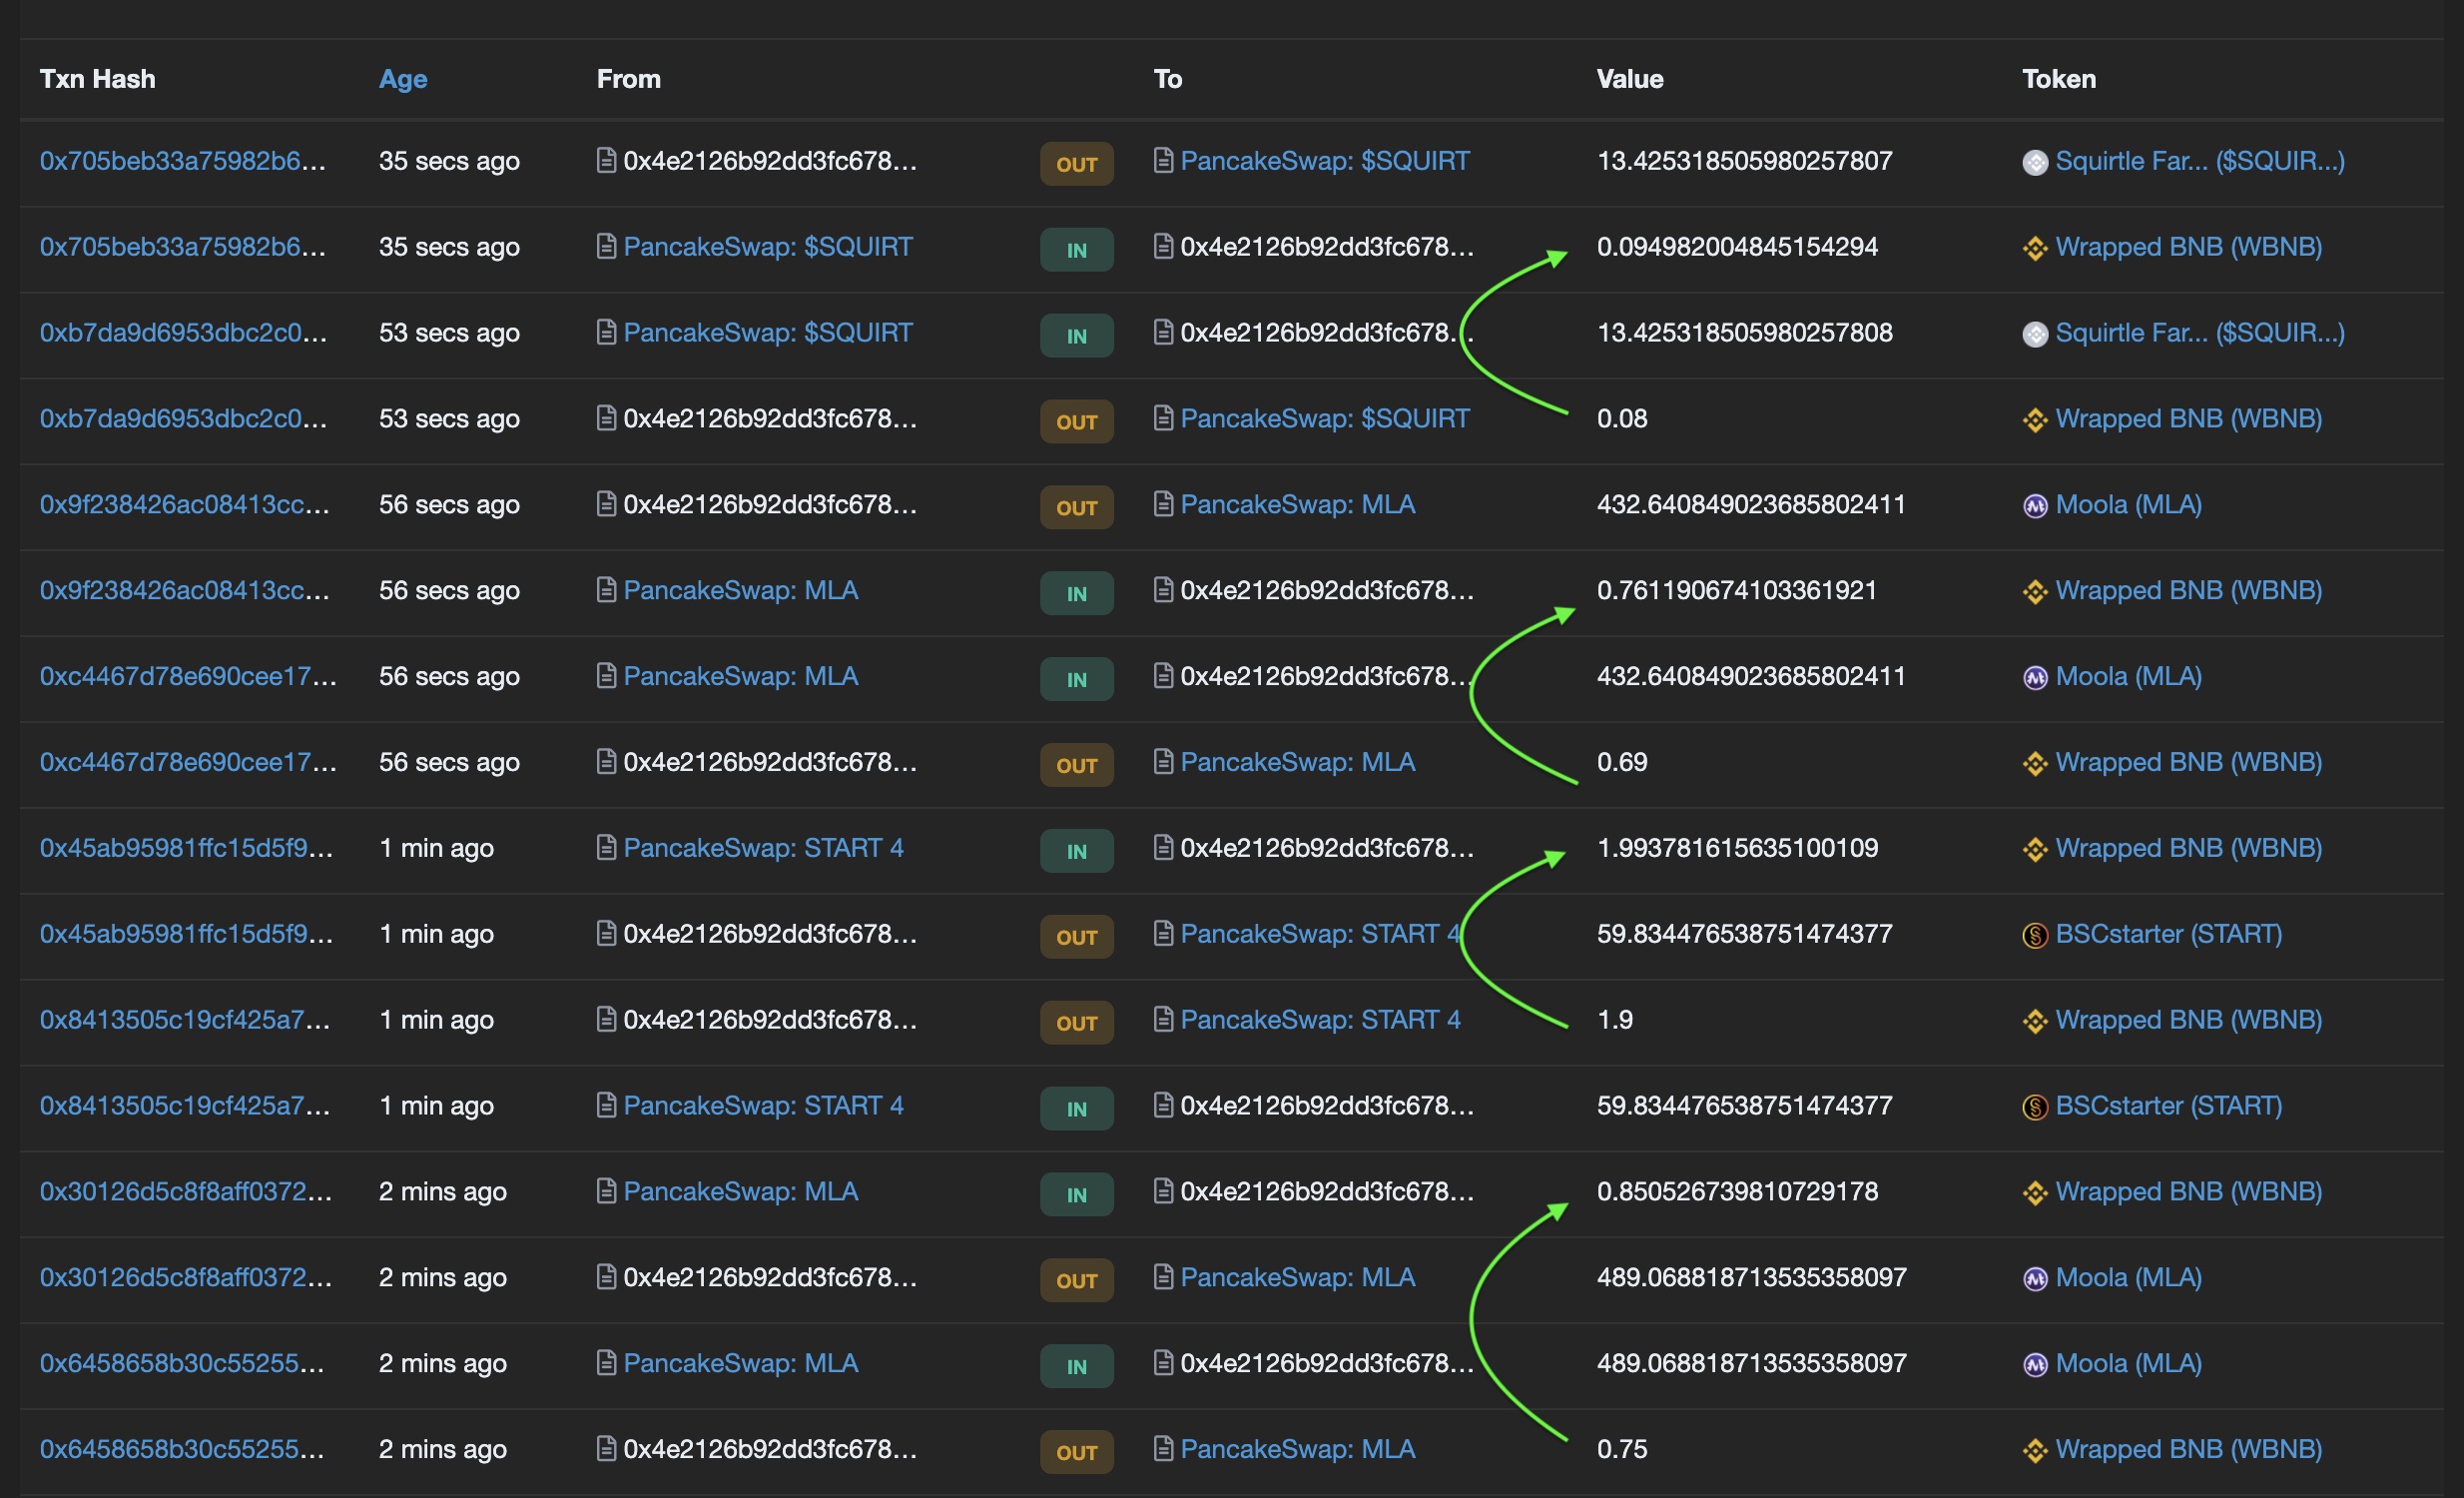 Txn Hash Age From To Value Token
0x705beb33a75982b6... 35 secs ago 0x4e2126b92dd3fc678... OUT PancakeSwap: $SQUIRT 13.425318505980257807 Squirtle Far... ($SQUIR...)
0x705beb33a75982b6... 35 secs ago PancakeSwap: $SQUIRT IN 0x4e2126b92dd3fc678... 0.094982004845154294 Wrapped BNB (WBNB)
0xb7da9d6953dbc2c0... 53 secs ago PancakeSwap: $SQUIRT IN 0x4e2126b92dd3fc678... 13.425318505980257808 Squirtle Far... ($SQUIR...)
0xb7da9d6953dbc2c0... 53 secs ago 0x4e2126b92dd3fc678... OUT PancakeSwap: $SQUIRT 0.08 Wrapped BNB (WBNB)
0x9f238426ac08413cc... 56 secs ago 0x4e2126b92dd3fc678... OUT PancakeSwap: MLA 432.640849023685802411 Moola (MLA)
0x9f238426ac08413cc... 56 secs ago PancakeSwap: MLA IN 0x4e2126b92dd3fc678... 0.761190674103361921 Wrapped BNB (WBNB)
0xc4467d78e690cee17... 56 secs ago PancakeSwap: MLA IN 0x4e2126b92dd3fc678... 432.640849023685802411 Moola (MLA)
0xc4467d78e690cee17... 56 secs ago 0x4e2126b92dd3fc678... OUT PancakeSwap: MLA 0.69 Wrapped BNB (WBNB)
0x45ab95981ffc15d5f9... 1 min ago PancakeSwap: START 4 IN 0x4e2126b92dd3fc678... 1.993781615635100109 Wrapped BNB (WBNB)
0x45ab95981ffc15d5f9... 1 min ago 0x4e2126b92dd3fc678... OUT PancakeSwap: START 4 59.834476538751474377 BSCstarter (START)
0x8413505c19cf425a7... 1 min ago 0x4e2126b92dd3fc678... OUT PancakeSwap: START 4 1.9 Wrapped BNB (WBNB)
0x8413505c19cf425a7... 1 min ago PancakeSwap: START 4 IN 0x4e2126b92dd3fc678... 59.834476538751474377 BSCstarter (START)
0x30126d5c8f8aff0372... 2 mins ago PancakeSwap: MLA IN 0x4e2126b92dd3fc678... 0.850526739810729178 Wrapped BNB (WBNB)
0x30126d5c8f8aff0372... 2 mins ago 0x4e2126b92dd3fc678... OUT PancakeSwap: MLA 489.068818713535358097 Moola (MLA)
0x6458658b30c55255... 2 mins ago PancakeSwap: MLA IN 0x4e2126b92dd3fc678... 489.068818713535358097 Moola (MLA)
0x6458658b30c55255... 2 mins ago 0x4e2126b92dd3fc678... OUT PancakeSwap: MLA 0.75 Wrapped BNB (WBNB)